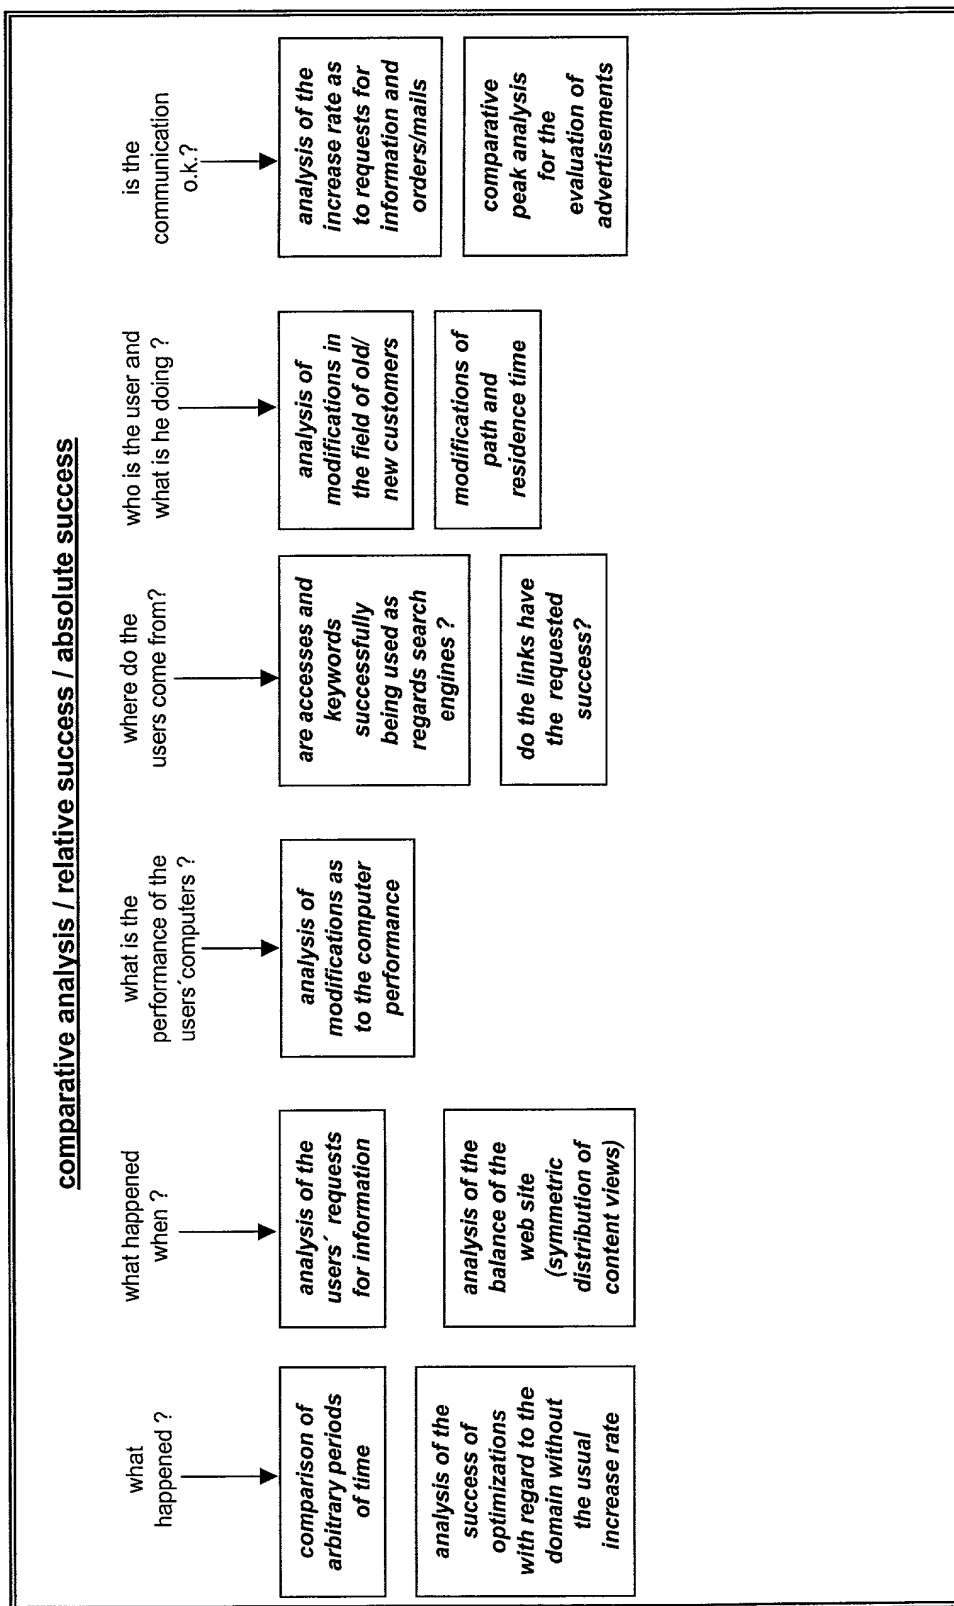 comparative analysis / relative success / absolute success
what
happened ?
comparison of
arbitrary periods
of time
analysis of the
success of
optimizations
with regard to the
domain without
the usual
increase rate
what happened
when ?
analysis of the
users´ requests
for information
analysis of the
balance of the
web site
(symmetric
distribution of
content views)
what is the
performance of the
users´computers ?
analysis of
modifications as
to the computer
performance
where do the
users come from?
are accesses and
keywords
successfully
being used as
regards search
engines ?
do the links have
the requested
success?
who is the user and
what is he doing ?
analysis of
modifications in
the field of old/
new customers
modifications of
path and
residence time
is the
communication
o.k.?
analysis of the
increase rate as
to requests for
information and
orders/mails
comparative
peak analysis
for the
evaluation of
advertisements